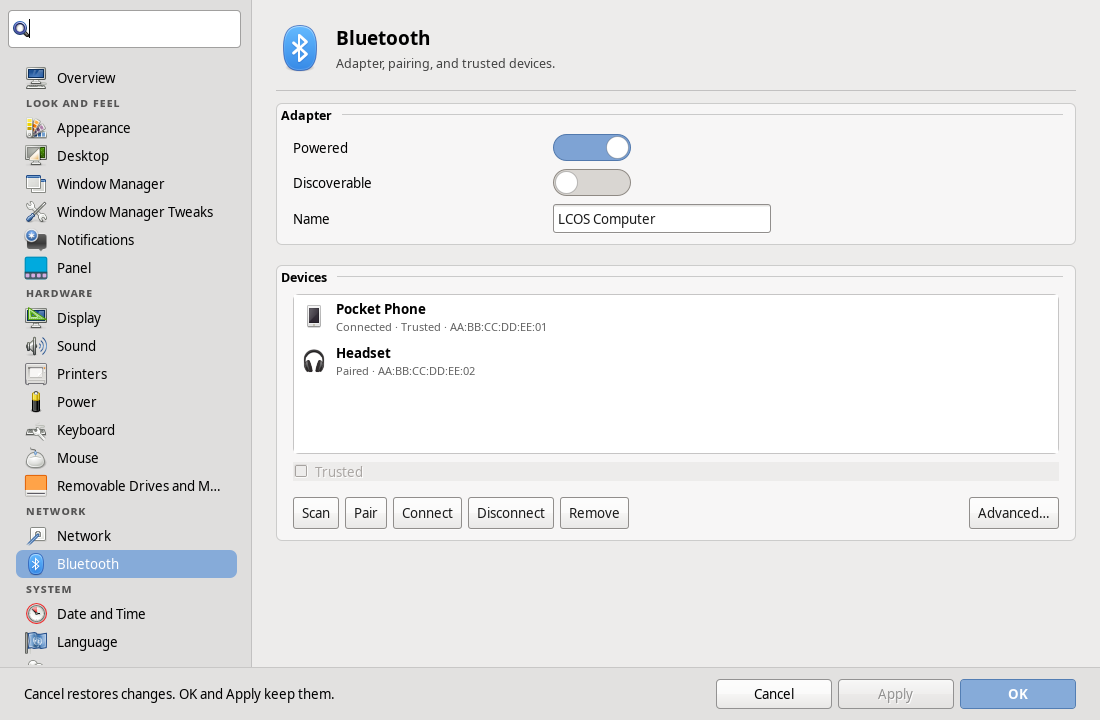 Overview
LOOK AND FEEL
Appearance
Desktop
Window Manager
Window Manager Tweaks
Notifications
Panel
HARDWARE
Display
Sound
Printers
Power
Keyboard
Mouse
Removable Drives and M...
NETWORK
Network
Bluetooth
SYSTEM
Date and Time
Language
Bluetooth
Adapter, pairing, and trusted devices.
Adapter
Powered
Discoverable
Name LCOS Computer
Devices
Pocket Phone
Connected · Trusted · AA:BB:CC:DD:EE:01
Headset
Paired · AA:BB:CC:DD:EE:02
Trusted
Scan Pair Connect Disconnect Remove Advanced...
Cancel restores changes. OK and Apply keep them. Cancel Apply OK